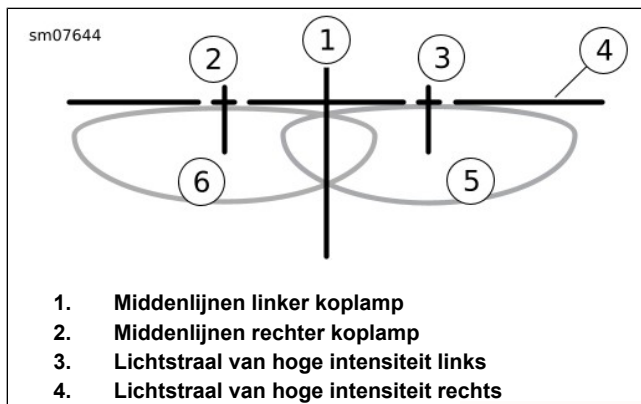 sm07644
1
2
3
4
6
5
1. Middenlijnen linker koplamp
2. Middenlijnen rechter koplamp
3. Lichtstraal van hoge intensiteit links
4. Lichtstraal van hoge intensiteit rechts